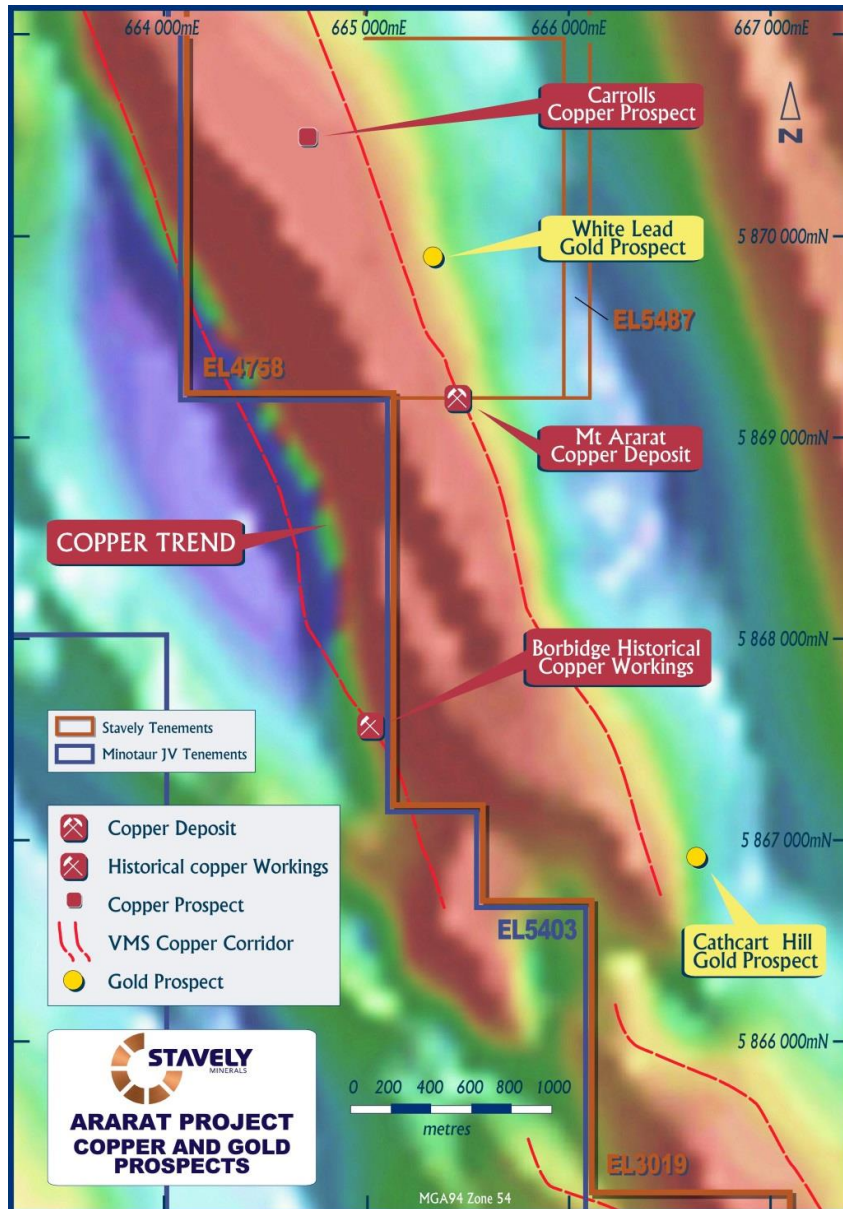 664 000mE
665 000mE
666 000mE
667 000mE
Carrolls
Copper Prospect
N
White Lead
Gold Prospect
5 870 000mN
EL5487
EL4758
Mt Ararat
Copper Deposit
5 869 000mN
COPPER TREND
Borbidge Historical
Copper Workings
5 868 000mN
Stavely Tenements
Minotaur JV Tenements
Copper Deposit
Historical copper Workings
Copper Prospect
VMS Copper Corridor
Gold Prospect
5 867 000mN
EL5403
Cathcart Hill
Gold Prospect
5 866 000mN
STAVELY
MINERALS
ARARAT PROJECT
COPPER AND GOLD
PROSPECTS
0 200 400 600 800 1000
metres
EL3019
MGA94 Zone 54